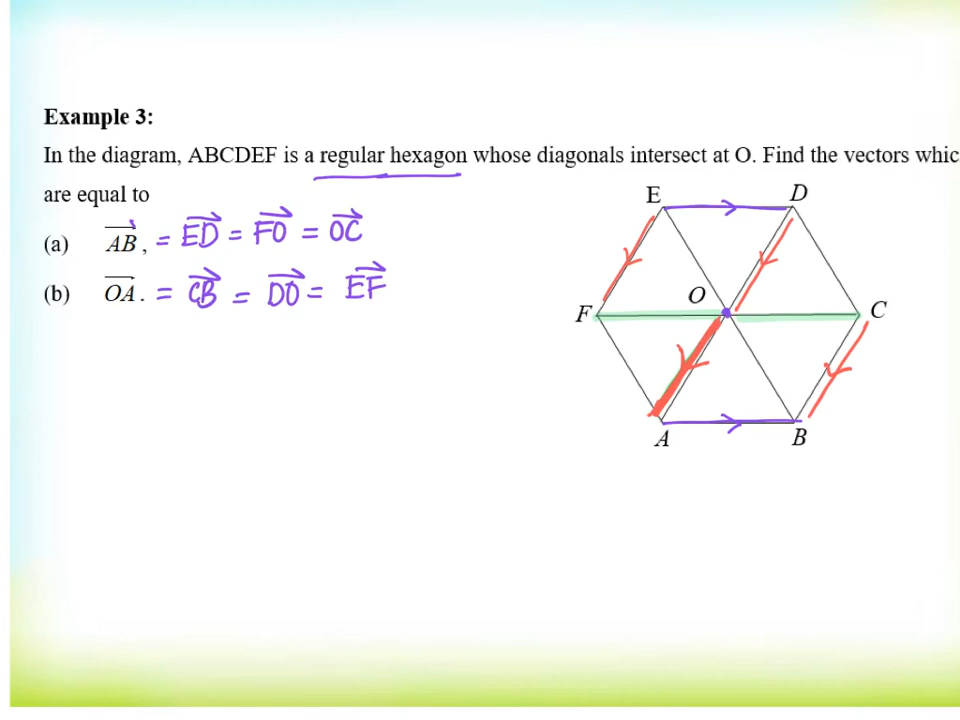 Example 3:
In the diagram, ABCDEF is a regular hexagon whose diagonals intersect at O. Find the vectors whic
are equal to
(a) AB, = ED = FO = OC
(b) OA. = CB = DO = EF
E
D
O
F
C
A
B